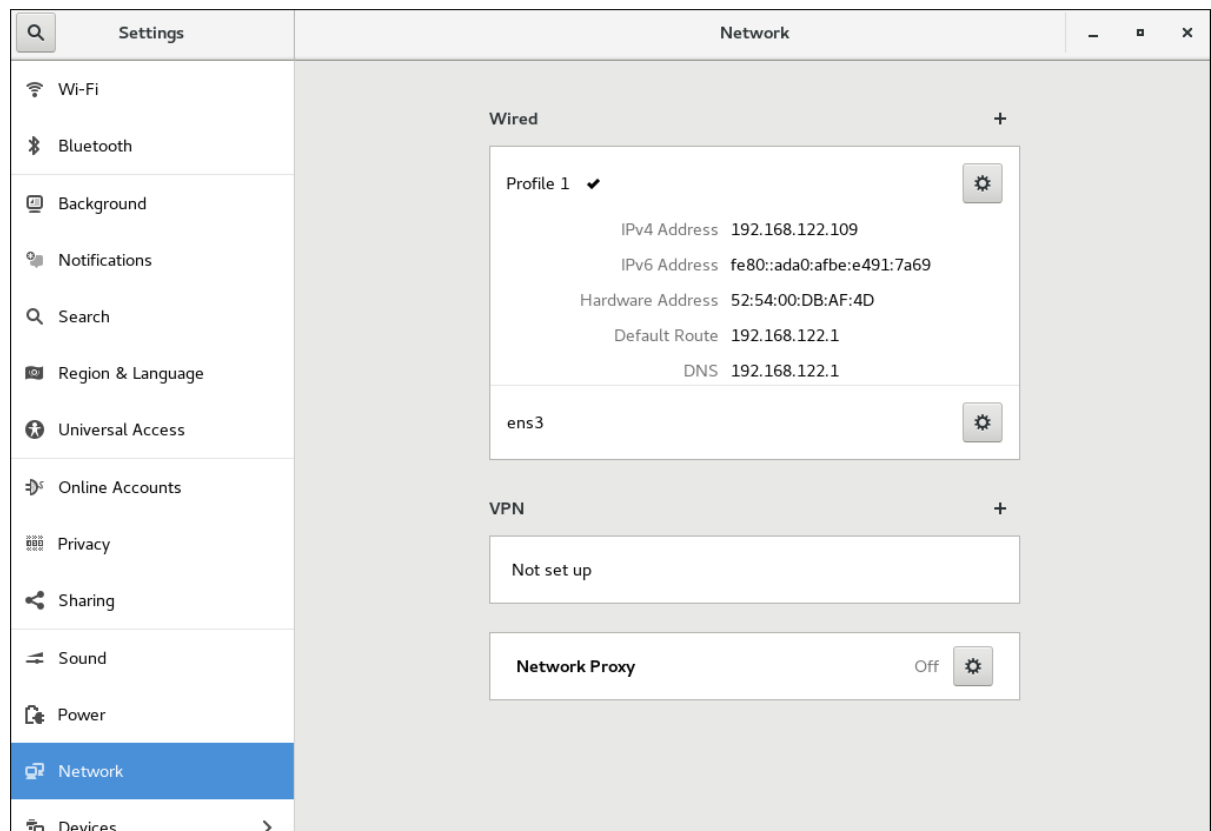 Settings
Network
Wi-Fi
Bluetooth
Background
Notifications
Search
Region & Language
Universal Access
Online Accounts
Privacy
Sharing
Sound
Power
Network
Devices
Wired
Profile 1
IPv4 Address 192.168.122.109
IPv6 Address fe80::ada0:afbe:e491:7a69
Hardware Address 52:54:00:DB:AF:4D
Default Route 192.168.122.1
DNS 192.168.122.1
ens3
VPN
Not set up
Network Proxy Off